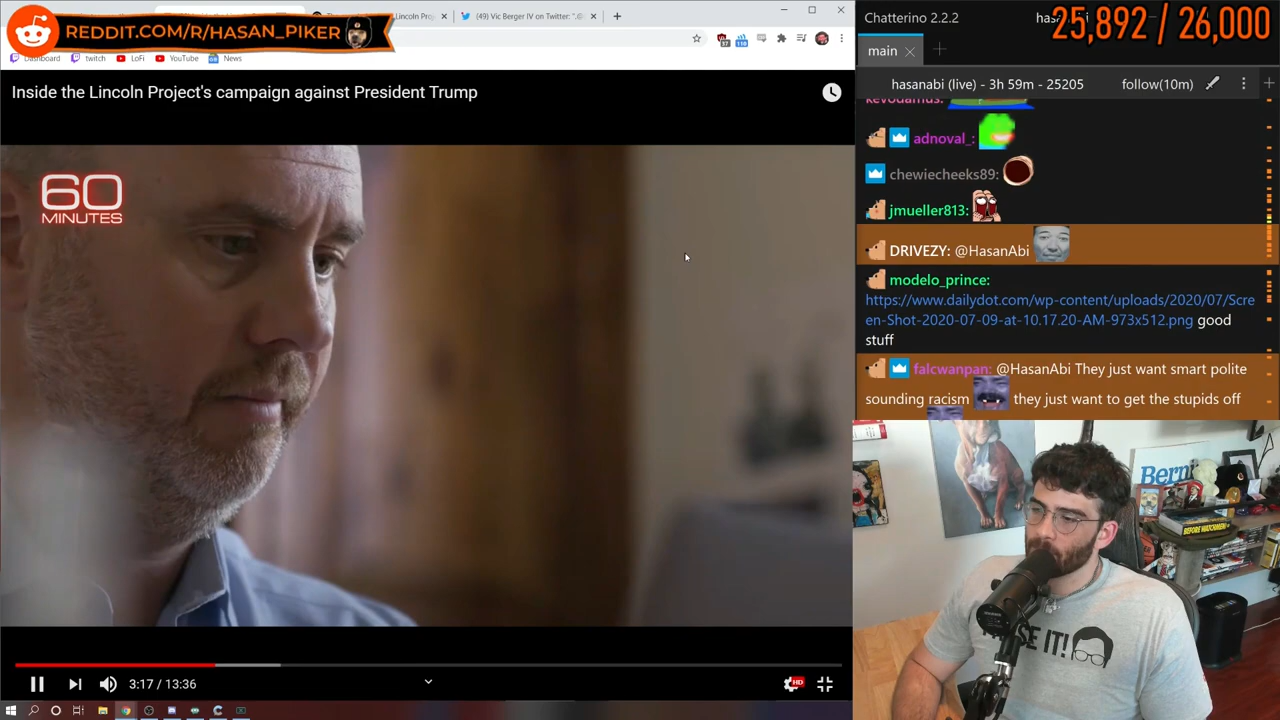 REDDIT.COM/R/HASAN_PIKER
Lincoln Proj
(49) Vic Berger IV on Twitter: ".@
Dashboard
twitch
LoFi
YouTube
News
Inside the Lincoln Project's campaign against President Trump
60
MINUTES
3:17 / 13:36
HD
Chatterino 2.2.2
25,892 / 26,000
main
hasanabi (live) - 3h 59m - 25205
follow(10m)
kevodamus:
adnoval_:
chewiecheeks89:
jmueller813:
DRIVEZY: @HasanAbi
modelo_prince:
https://www.dailydot.com/wp-content/uploads/2020/07/Scre
en-Shot-2020-07-09-at-10.17.20-AM-973x512.png good
stuff
falcwanpan: @HasanAbi They just want smart polite
sounding racism they just want to get the stupids off
Bern
IT!